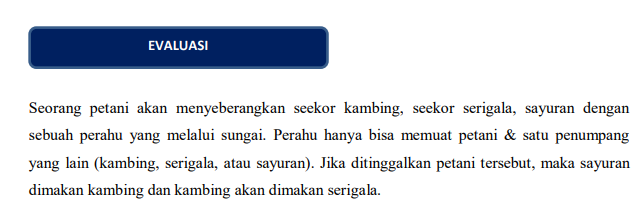 EVALUASI
Seorang petani akan menyeberangkan seekor kambing, seekor serigala, sayuran dengan
sebuah perahu yang melalui sungai. Perahu hanya bisa memuat petani & satu penumpang
yang lain (kambing, serigala, atau sayuran). Jika ditinggalkan petani tersebut, maka sayuran
dimakan kambing dan kambing akan dimakan serigala.